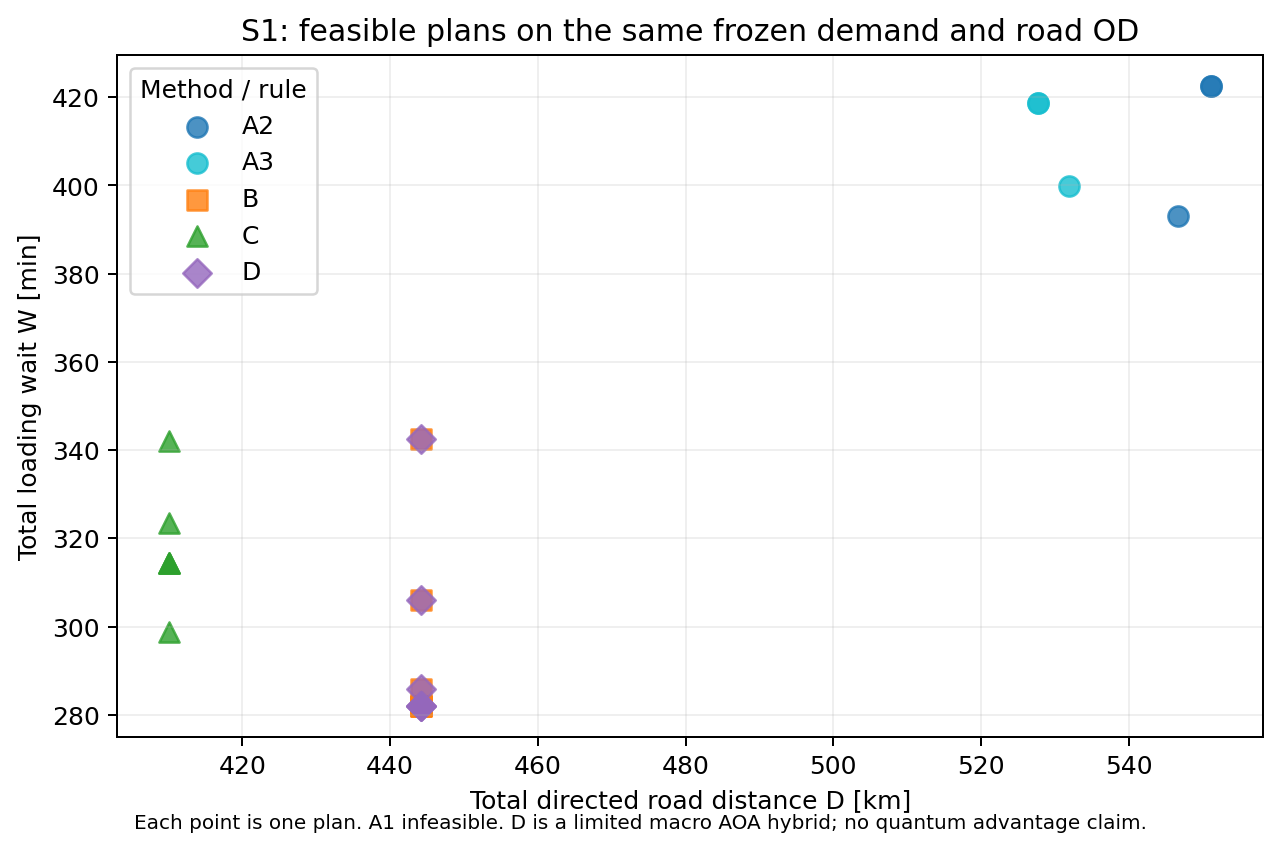 S1: feasible plans on the same frozen demand and road OD
Total loading wait W [min]
420
400
380
360
340
320
300
280
Method / rule
A2
A3
B
C
D
420
440
460
480
500
520
540
Total directed road distance D [km]
Each point is one plan. A1 infeasible. D is a limited macro AOA hybrid; no quantum advantage claim.